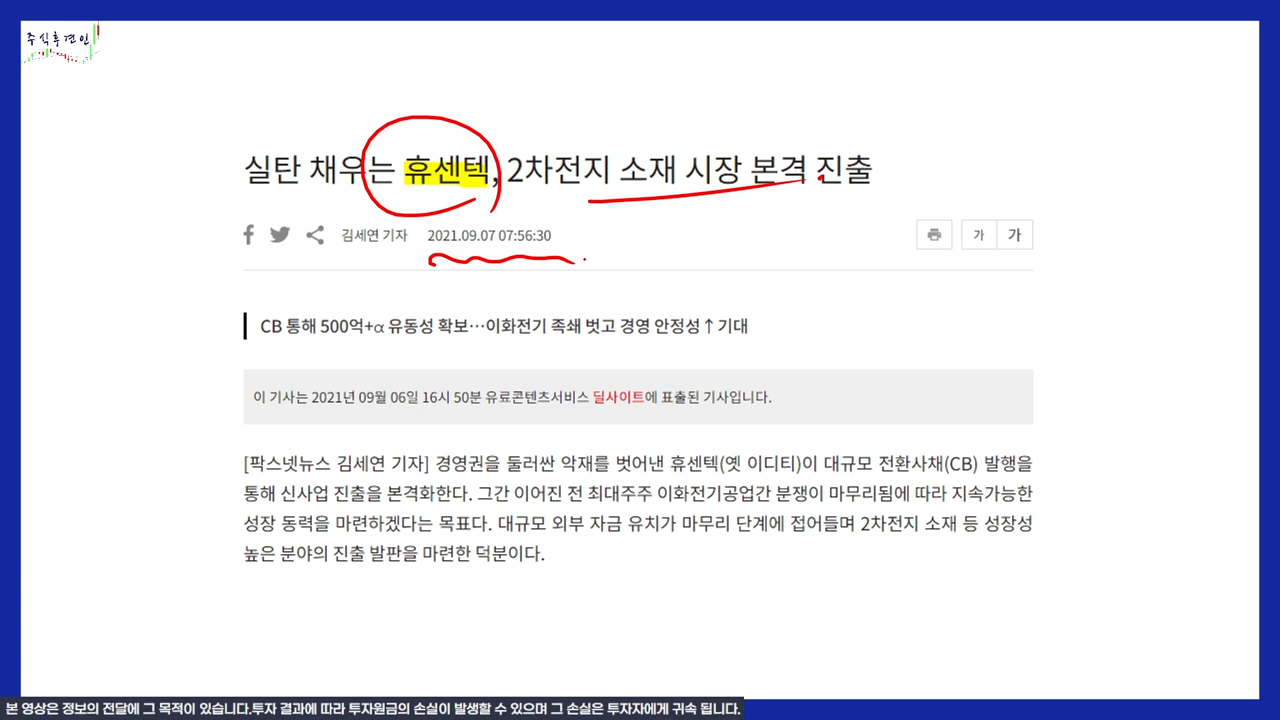 주식후견인
실탄 채우는 휴센텍, 2차전지 소재 시장 본격 진출
김세연 기자 2021.09.07 07:56:30
가 가
CB 통해 500억+α 유동성 확보…이화전기 족쇄 벗고 경영 안정성↑기대
이 기사는 2021년 09월 06일 16시 50분 유료콘텐츠서비스 딜사이트에 표출된 기사입니다.
[팍스넷뉴스 김세연 기자] 경영권을 둘러싼 악재를 벗어낸 휴센텍(옛 이디티)이 대규모 전환사채(CB) 발행을
통해 신사업 진출을 본격화한다. 그간 이어진 전 최대주주 이화전기공업간 분쟁이 마무리됨에 따라 지속가능한
성장 동력을 마련하겠다는 목표다. 대규모 외부 자금 유치가 마무리 단계에 접어들며 2차전지 소재 등 성장성
높은 분야의 진출 발판을 마련한 덕분이다.
본 영상은 정보의 전달에 그 목적이 있습니다.투자 결과에 따라 투자원금의 손실이 발생할 수 있으며 그 손실은 투자자에게 귀속 됩니다.